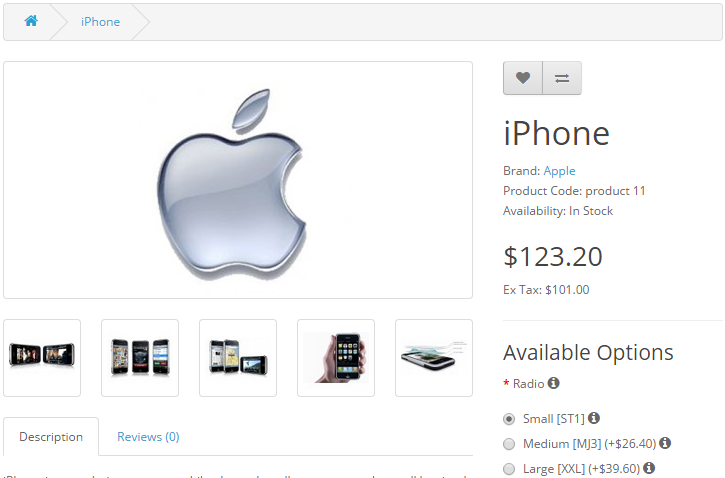 iPhone
iPhone
Brand: Apple
Product Code: product 11
Availability: In Stock
$123.20
Ex Tax: $101.00
Available Options
* Radio
Small [ST1]
Medium [MJ3] (+$26.40)
Large [XXL] (+$39.60)
Description
Reviews (0)